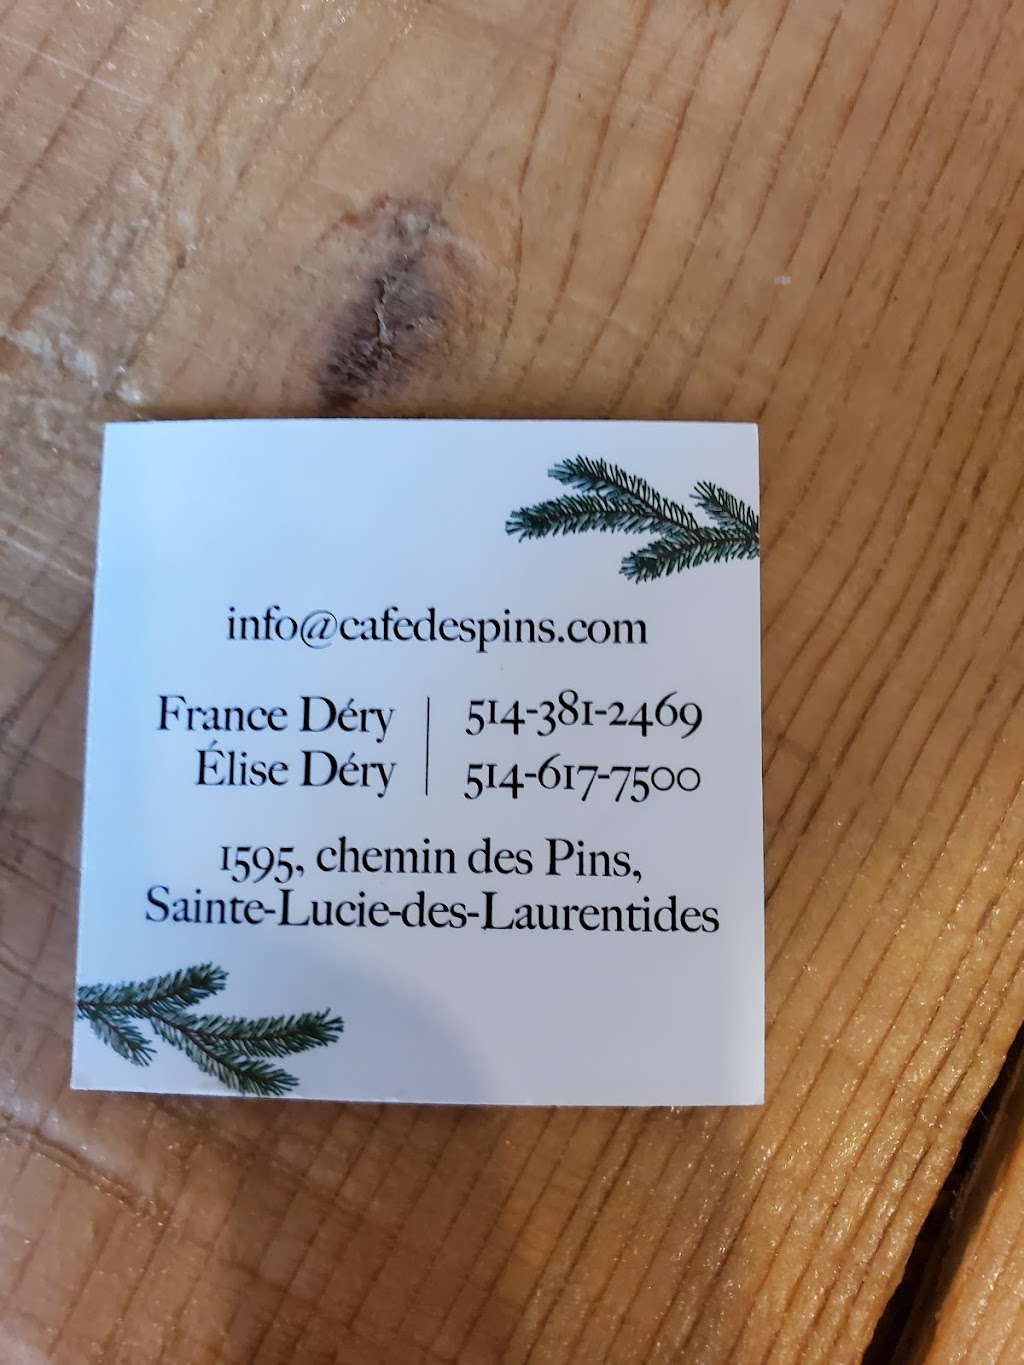 info@cafedespins.com
France Déry | 514-381-2469
Élise Déry | 514-617-7500
1595, chemin des Pins,
Sainte-Lucie-des-Laurentides